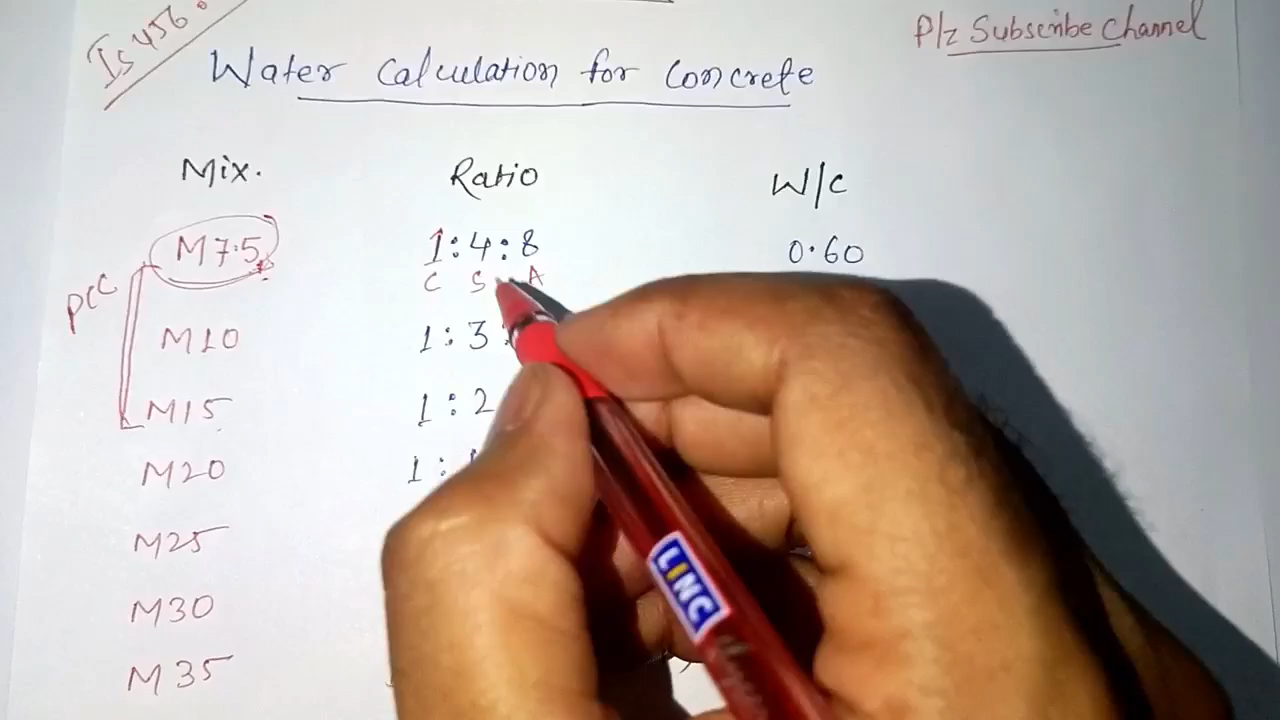 Is 456:
Plz Subscribe Channel
Water Calculation for Concrete
Mix. Ratio W/C
M7.5 1:4:8 0.60
C S A
PCC
M10 1:3:
M15 1:2
M20 1:
M25
M30
M35
LINC